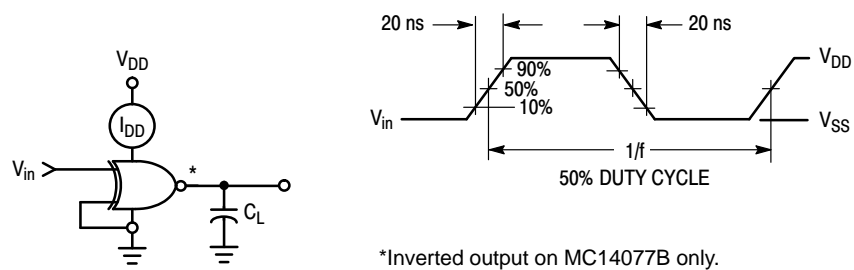 V_DD
I_DD
V_in
*
C_L
20 ns
20 ns
90%
50%
10%
V_in
V_DD
V_SS
1/f
50% DUTY CYCLE
*Inverted output on MC14077B only.